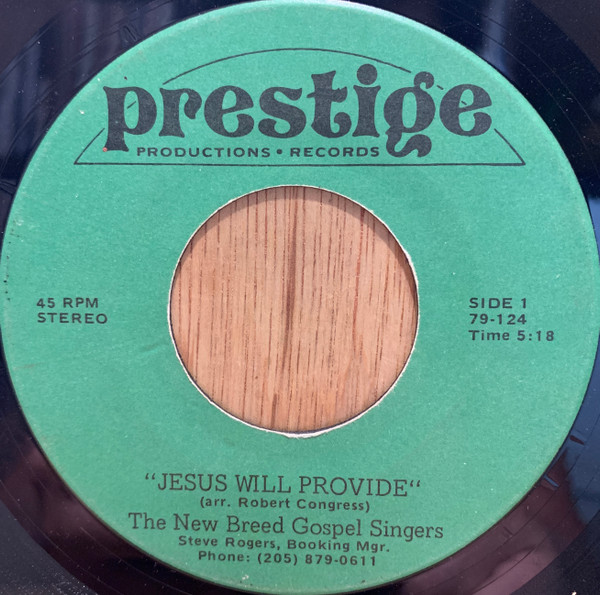 prestige
PRODUCTIONS • RECORDS
45 RPM
STEREO
SIDE 1
79-124
Time 5:18
"JESUS WILL PROVIDE"
(arr. Robert Congress)
The New Breed Gospel Singers
Steve Rogers, Booking Mgr.
Phone: (205) 879-0611